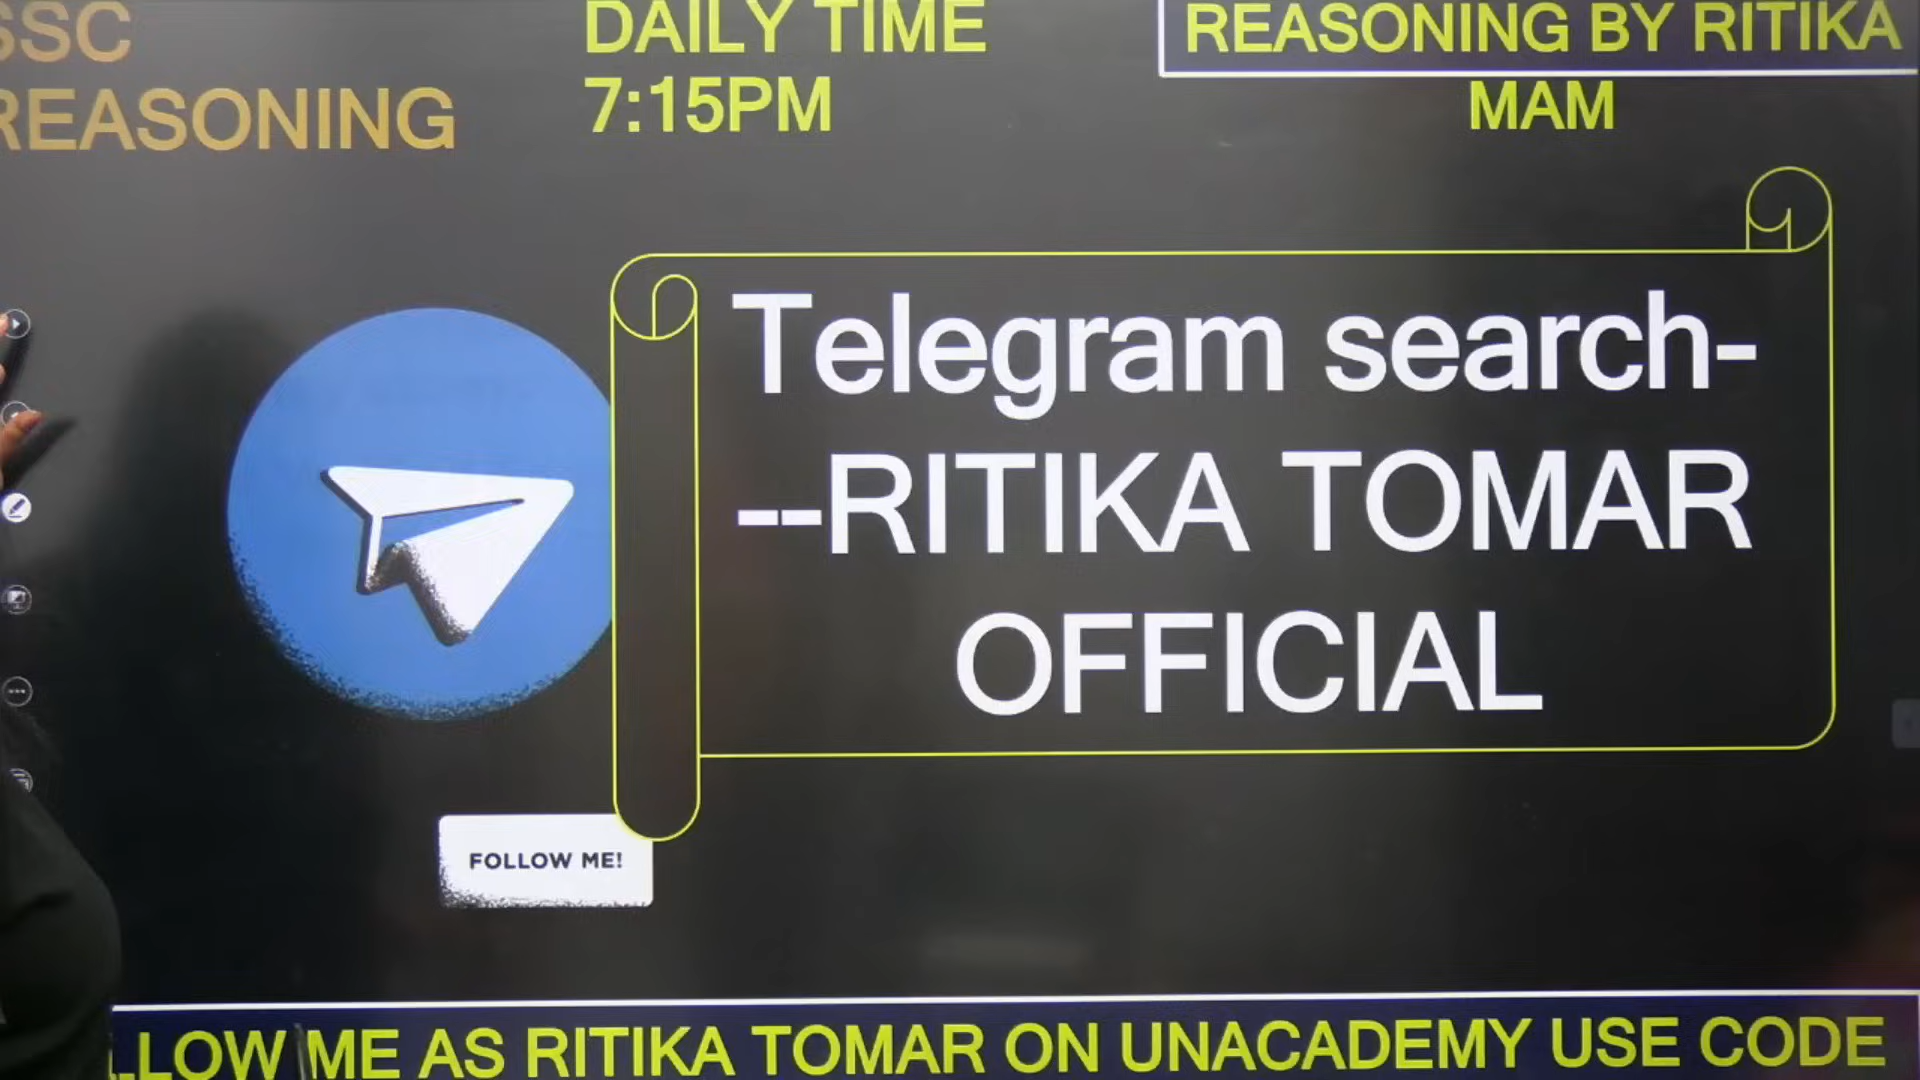 SSC
REASONING
DAILY TIME
7:15PM
REASONING BY RITIKA
MAM
Telegram search-
--RITIKA TOMAR
OFFICIAL
FOLLOW ME!
LLOW ME AS RITIKA TOMAR ON UNACADEMY USE CODE